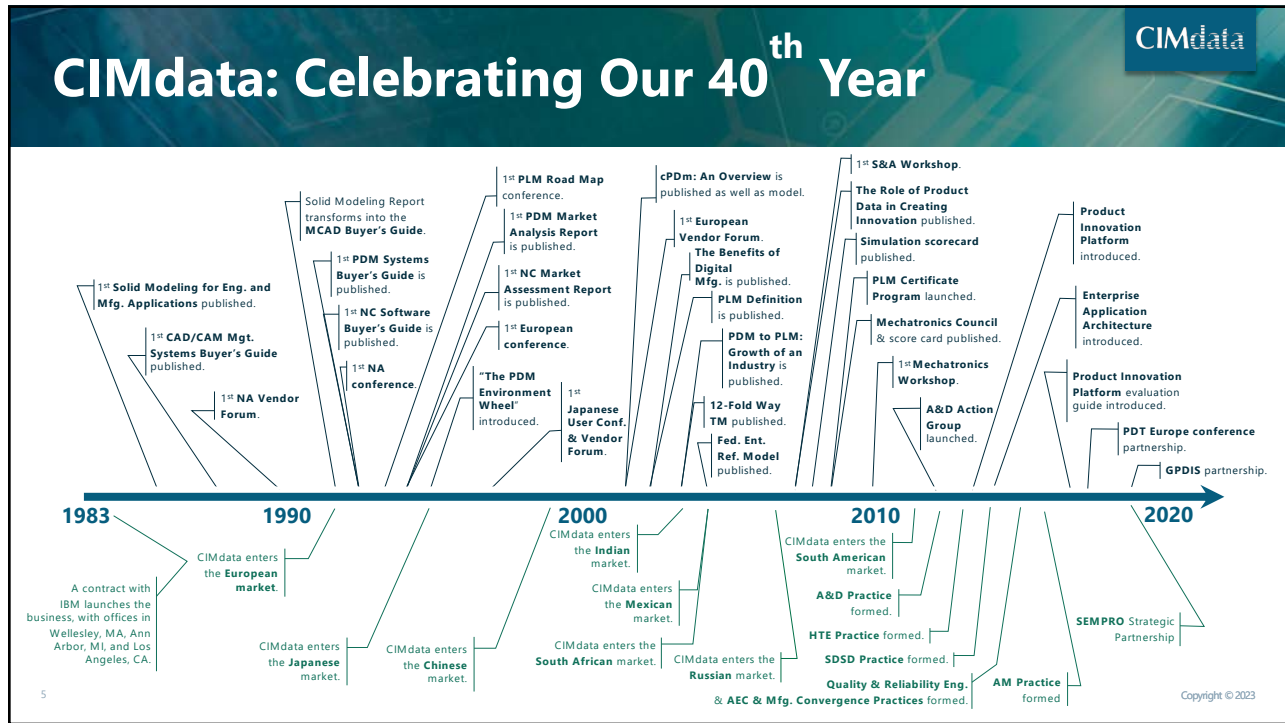 CIMdata: Celebrating Our 40th Year
CIMdata
1st Solid Modeling for Eng. and
Mfg. Applications published.
1st CAD/CAM Mgt.
Systems Buyer’s Guide
published.
1st NA Vendor
Forum.
Solid Modeling Report
transforms into the
MCAD Buyer’s Guide.
1st PDM Systems
Buyer’s Guide is
published.
1st NC Software
Buyer’s Guide is
published.
1st NA
conference.
1st PLM Road Map
conference.
1st PDM Market
Analysis Report
is published.
1st NC Market
Assessment Report
is published.
1st European
conference.
“The PDM
Environment
Wheel”
introduced.
1st
Japanese
User Conf.
& Vendor
Forum.
cPDm: An Overview is
published as well as model.
1st European
Vendor Forum.
The Benefits of
Digital
Mfg. is published.
PLM Definition
is published.
PDM to PLM:
Growth of an
Industry is
published.
12-Fold Way
TM published.
Fed. Ent.
Ref. Model
published.
1st S&A Workshop.
The Role of Product
Data in Creating
Innovation published.
Simulation scorecard
published.
PLM Certificate
Program launched.
Mechatronics Council
& score card published.
1st Mechatronics
Workshop.
A&D Action
Group
launched.
Product
Innovation
Platform
introduced.
Enterprise
Application
Architecture
introduced.
Product Innovation
Platform evaluation
guide introduced.
PDT Europe conference
partnership.
GPDIS partnership.
1983
1990
2000
2010
2020
A contract with
IBM launches the
business, with offices in
Wellesley, MA, Ann
Arbor, MI, and Los
Angeles, CA.
CIMdata enters
the European
market.
CIMdata enters
the Japanese
market.
CIMdata enters
the Chinese
market.
CIMdata enters
the Indian
market.
CIMdata enters
the Mexican
market.
CIMdata enters the
South African market.
CIMdata enters the
Russian market.
CIMdata enters the
South American
market.
A&D Practice
formed.
HTE Practice formed.
SDSD Practice formed.
Quality & Reliability Eng.
& AEC & Mfg. Convergence Practices formed.
AM Practice
formed
SEMPRO Strategic
Partnership
5
Copyright © 2023